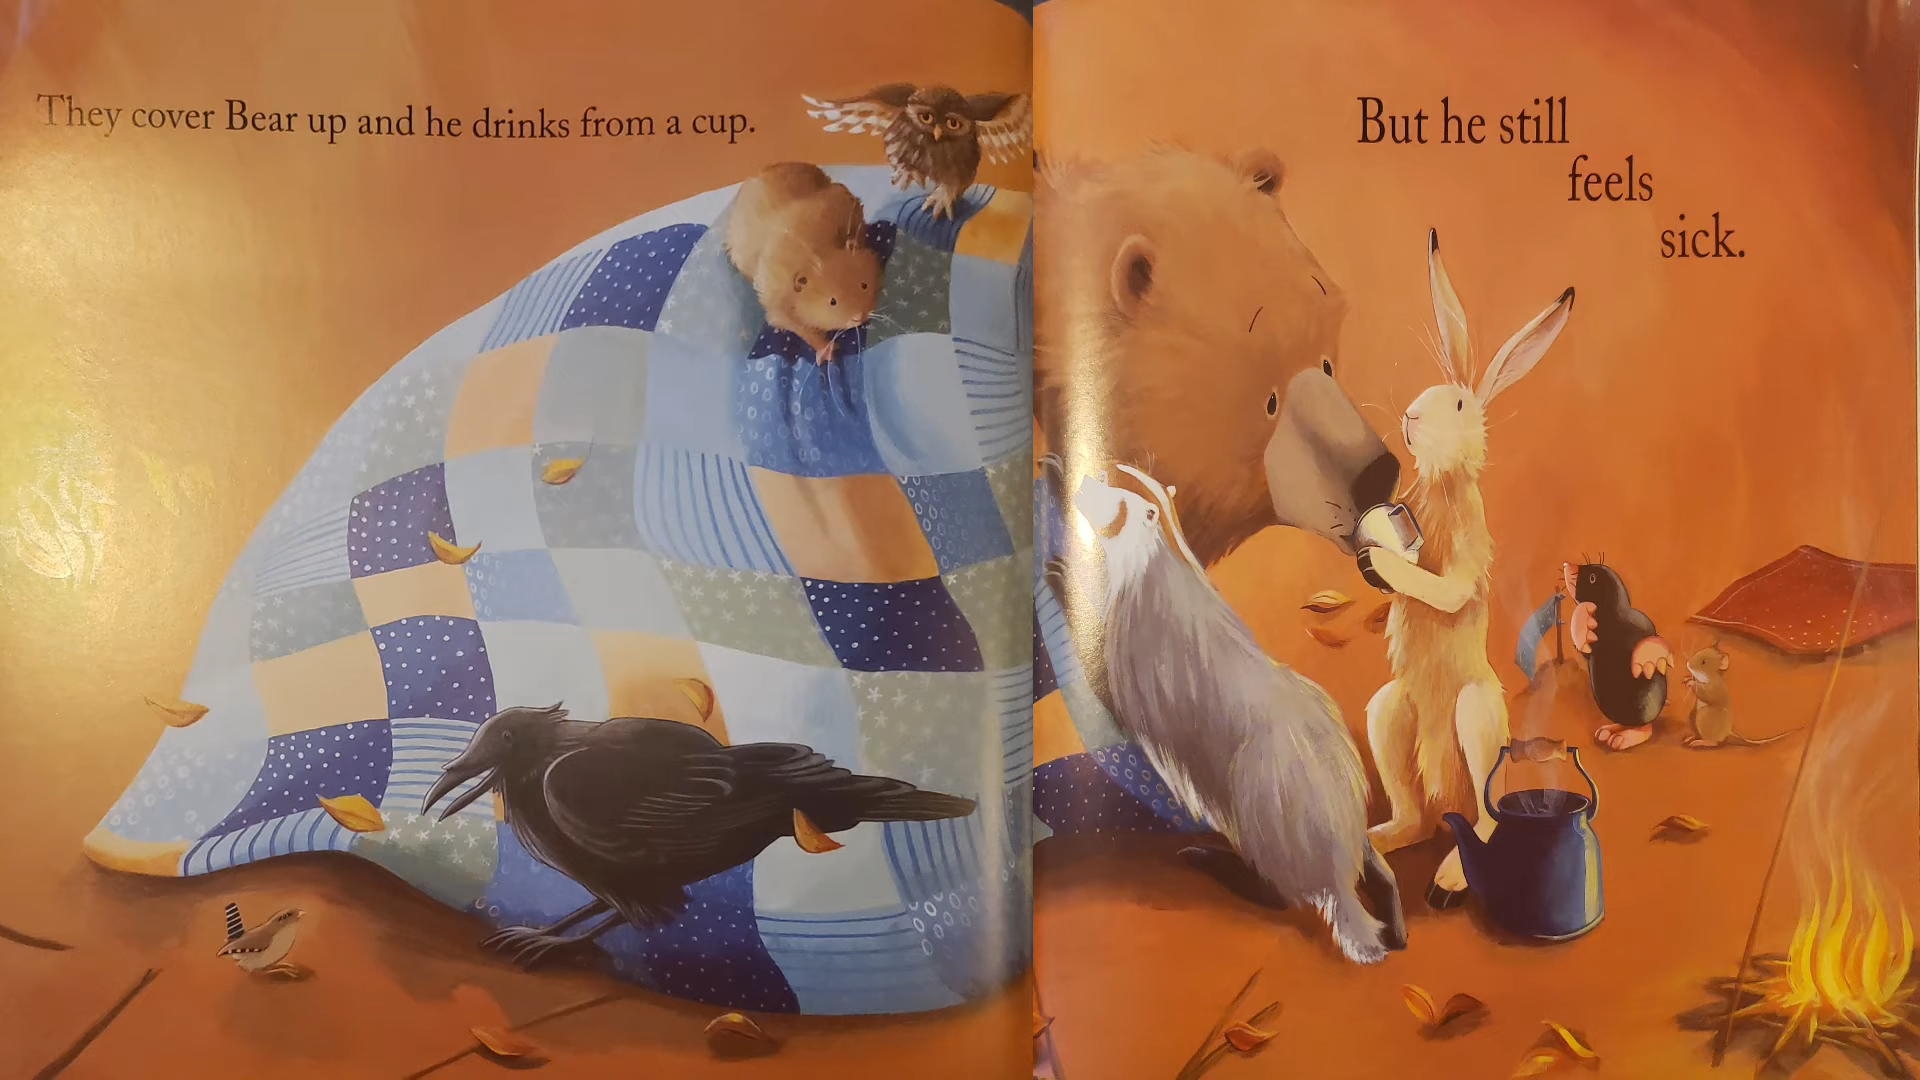 They cover Bear up and he drinks from a cup.
But he still
feels
sick.